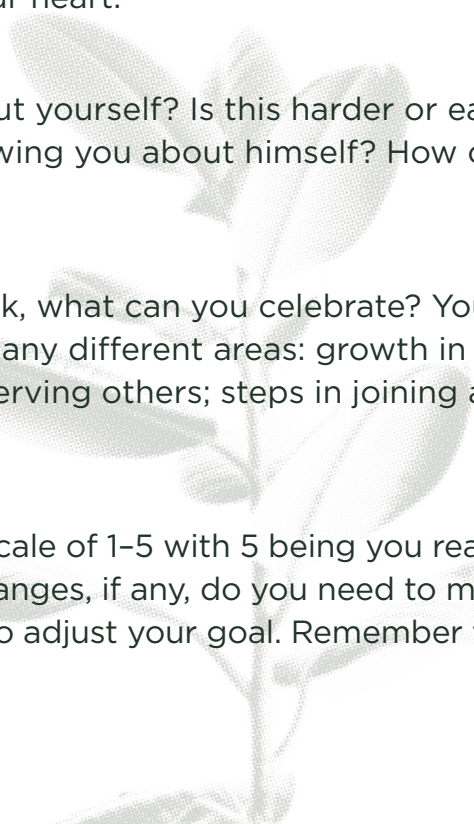 ur heart.
ut yourself? Is this harder or ea
wing you about himself? How
k, what can you celebrate? Yo
any different areas: growth in
erving others; steps in joining a
cale of 1–5 with 5 being you rea
anges, if any, do you need to m
o adjust your goal. Remember